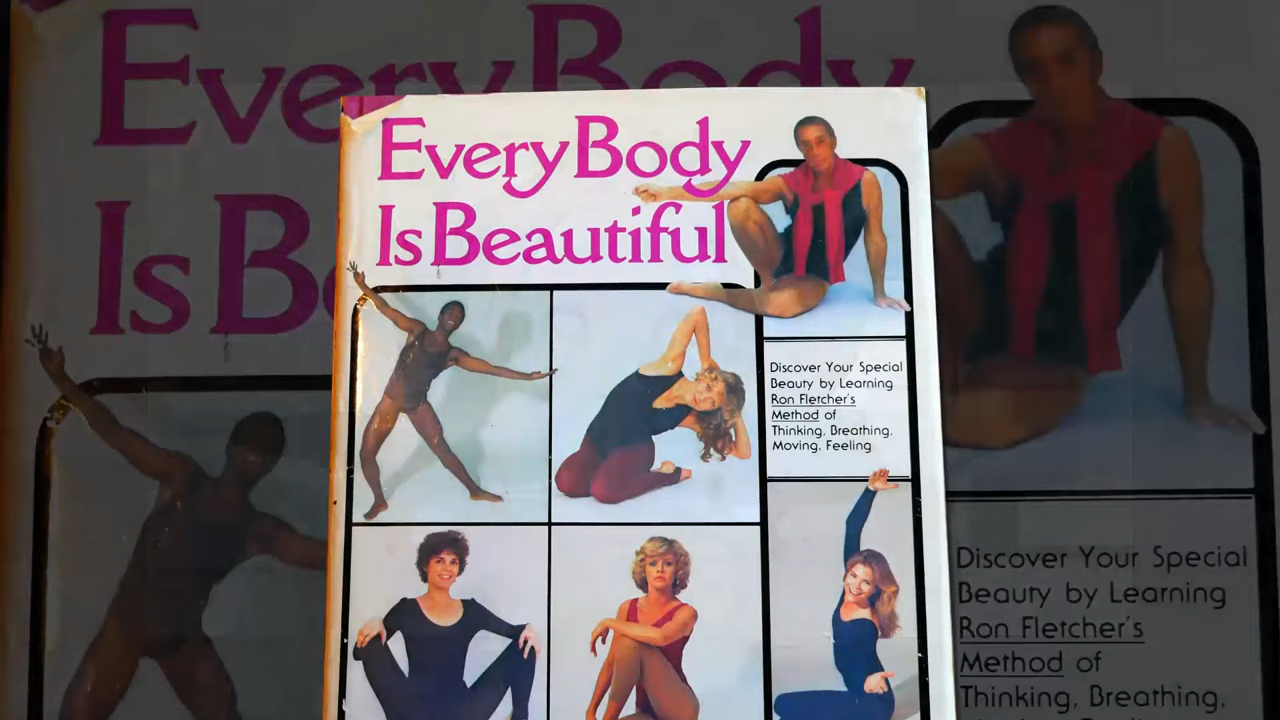 Every Body
Is Beautiful
Discover Your Special
Beauty by Learning
Ron Fletcher's
Method of
Thinking, Breathing,
Moving, Feeling
Every Body
Is Be
Discover Your Special
Beauty by Learning
Ron Fletcher's
Method of
Thinking, Breathing,